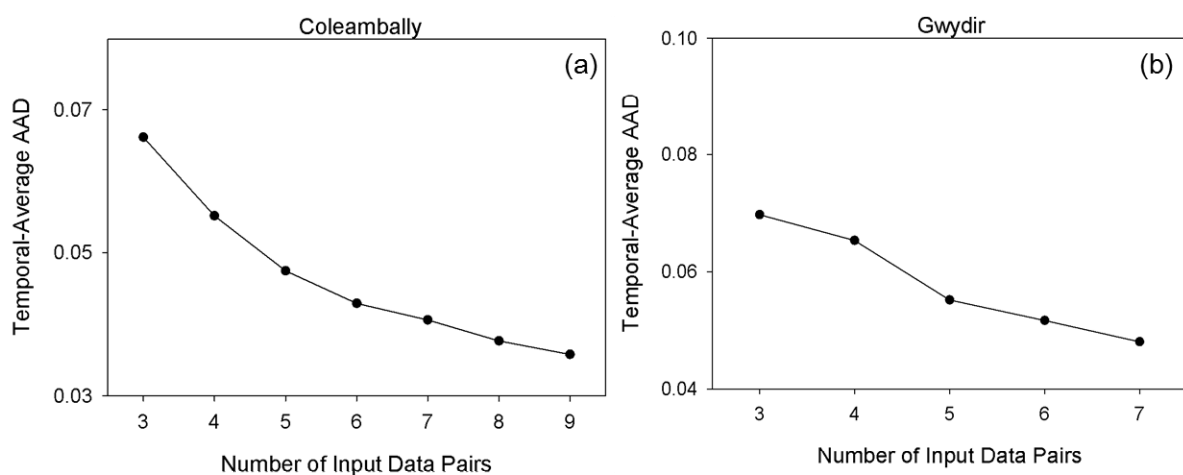 Coleambally
(a)
Temporal-Average AAD
0.07
0.05
0.03
3 4 5 6 7 8 9
Number of Input Data Pairs
Gwydir
(b)
Temporal-Average AAD
0.10
0.08
0.06
0.04
3 4 5 6 7
Number of Input Data Pairs